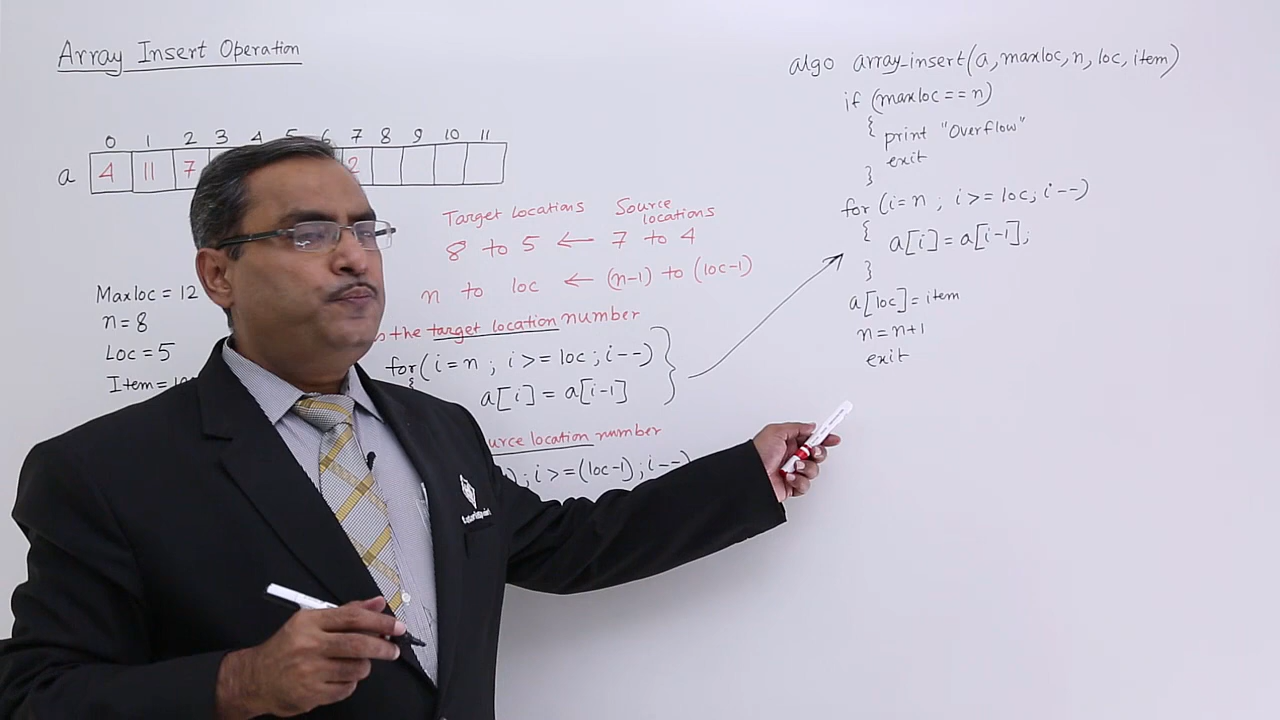 Array Insert Operation
0 1 2 3 4 5 6 7 8 9 10 11
a 4 11 7 2
Maxloc = 12
n = 8
Loc = 5
Item =
Target locations Source locations
8 to 5 ← 7 to 4
n to loc ← (n-1) to (loc-1)
the target location number
for (i = n ; i >= loc ; i--)
{
a[i] = a[i-1]
}
location number
; i >= (loc-1) ; i--)
algo array_insert(a, maxloc, n, loc, item)
if (maxloc == n)
{ print "Overflow"
exit
}
for (i = n ; i >= loc, i--)
{ a[i] = a[i-1];
}
a[loc] = item
n = n+1
exit